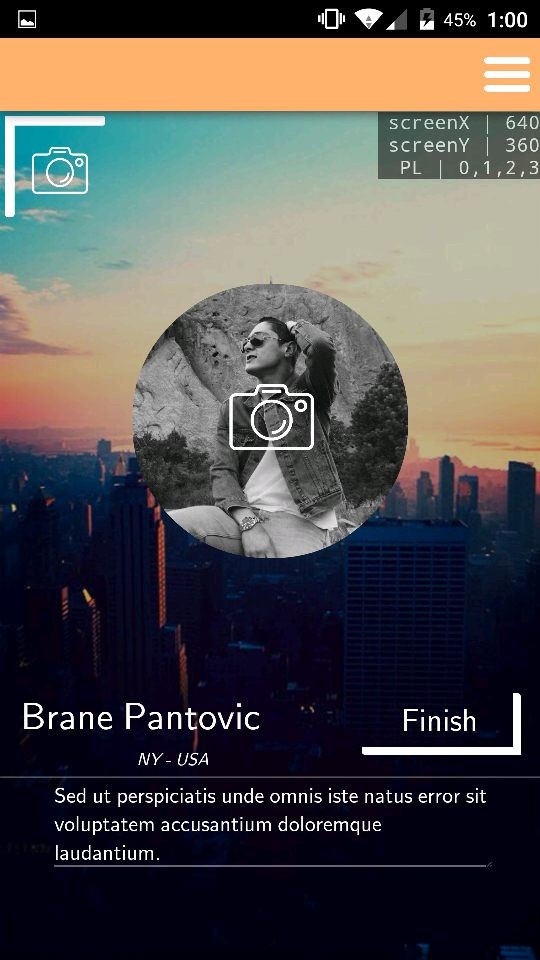 45% 1:00
screenX | 640
screenY | 360
PL | 0,1,2,3
Brane Pantovic
Finish
NY - USA
Sed ut perspiciatis unde omnis iste natus error sit
voluptatem accusantium doloremque
laudantium.